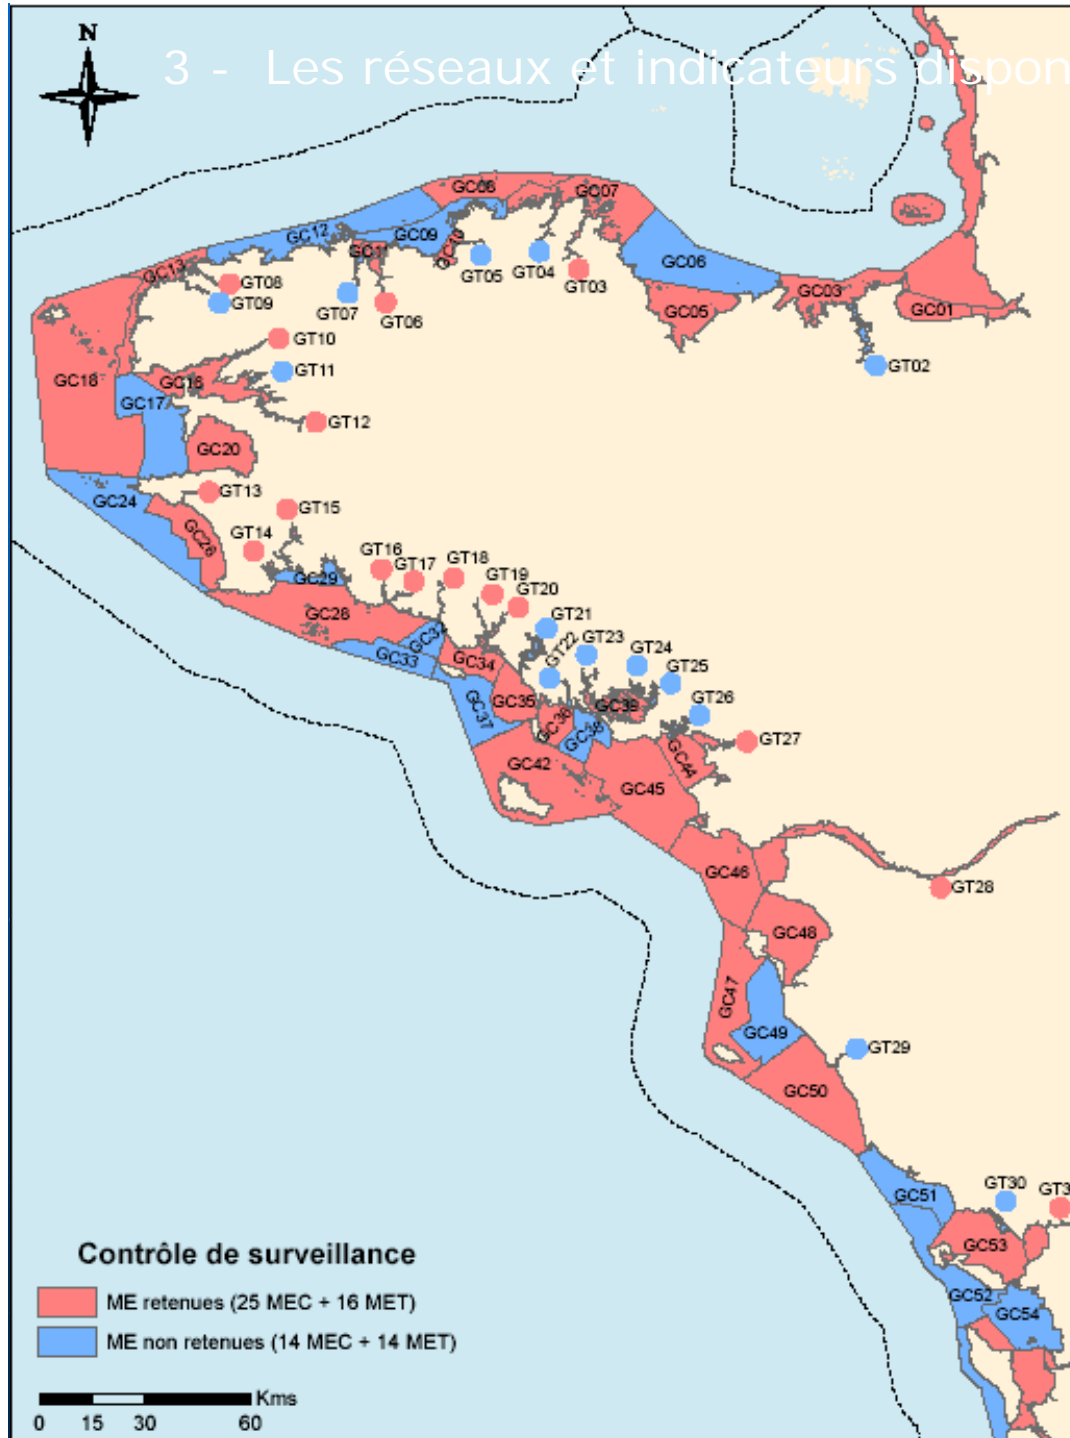 N
3 - Les réseaux et indicateurs dispon
GC08
GC07
GC12
GC09
GC10
GC11
GC06
GC13
GT08
GT09
GT05
GT04
GT03
GC03
GC01
GC05
GT07
GT06
GT10
GT02
GC18
GC16
GT11
GC17
GT12
GC20
GT13
GC24
GT15
GC26
GT14
GT16
GT17
GT18
GT19
GT20
GC29
GC28
GT21
GC32
GT22
GT23
GC33
GC34
GT24
GT25
GC35
GC39
GT26
GC37
GC36
GC38
GT27
GC42
GC44
GC45
GC46
GT28
GC48
GC47
GC49
GT29
GC50
GC51
GT30
GT3
GC53
GC52
GC54
Contrôle de surveillance
ME retenues (25 MEC + 16 MET)
ME non retenues (14 MEC + 14 MET)
Kms
0 15 30 60